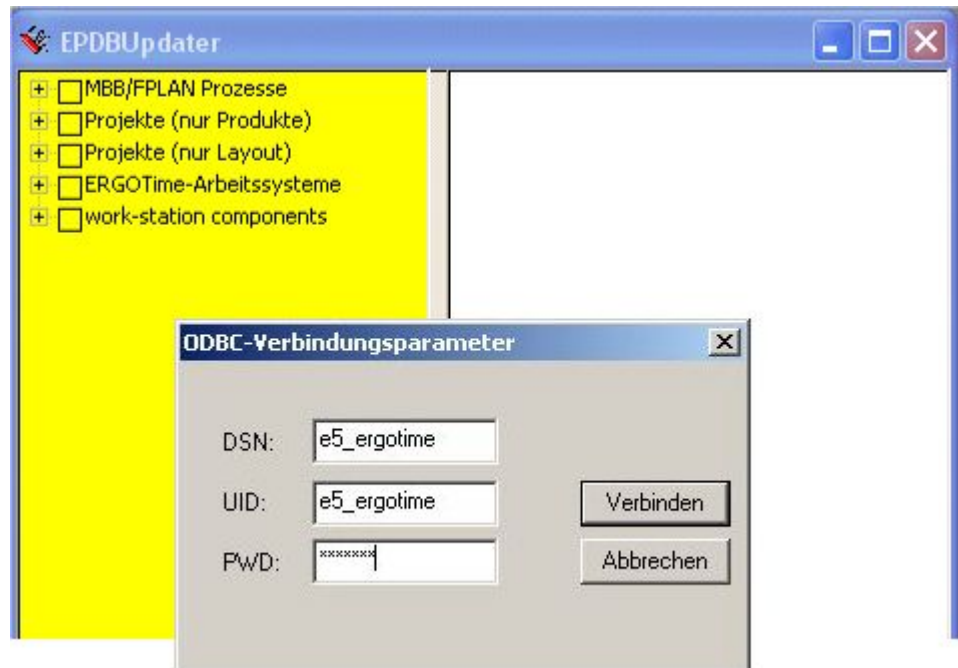 EPDBUpdater
MBB/FPLAN Prozesse
Projekte (nur Produkte)
Projekte (nur Layout)
ERGOTime-Arbeitssysteme
work-station components
ODBC-Verbindungsparameter
DSN: e5_ergotime
UID: e5_ergotime
Verbinden
PWD: *******
Abbrechen